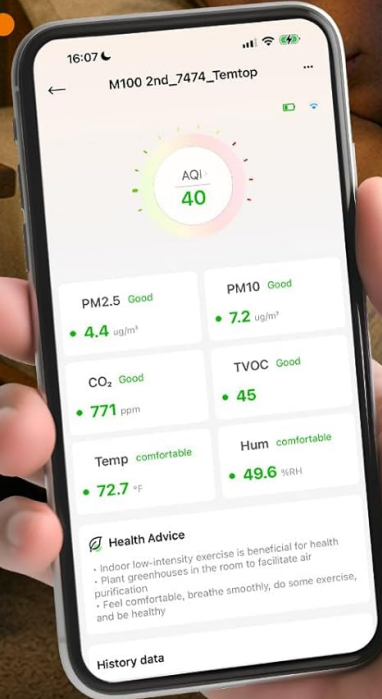 16:07
M100 2nd_7474_Temtop
AQI
40
PM2.5 Good
4.4 ug/m³
PM10 Good
7.2 ug/m³
CO₂ Good
771 ppm
TVOC Good
45
Temp comfortable
72.7 °F
Hum comfortable
49.6 %RH
Health Advice
· Indoor low-intensity exercise is beneficial for health
· Plant greenhouses in the room to facilitate air
purification
· Feel comfortable, breathe smoothly, do some exercise,
and be healthy
History data